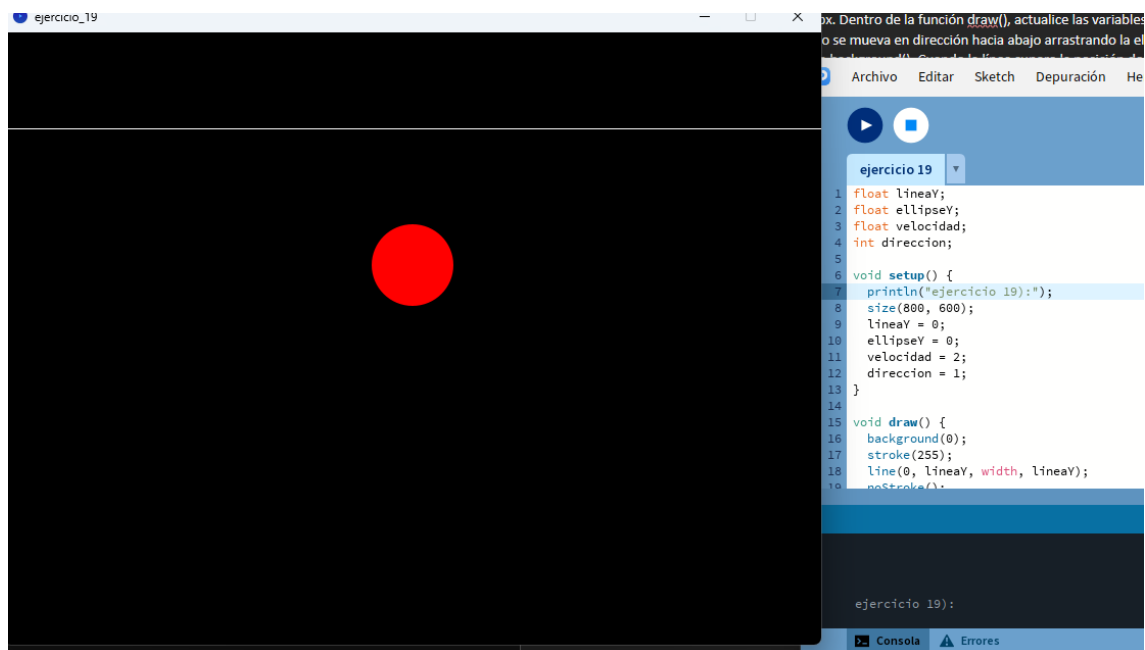 ejercicio_19
ox. Dentro de la función draw(), actualice las variables
o se mueva en dirección hacia abajo arrastrando la el
Archivo Editar Sketch Depuración He
ejercicio 19
1 float lineaY;
2 float ellipseY;
3 float velocidad;
4 int direccion;
5
6 void setup() {
7 println("ejercicio 19):");
8 size(800, 600);
9 lineaY = 0;
10 ellipseY = 0;
11 velocidad = 2;
12 direccion = 1;
13 }
14
15 void draw() {
16 background(0);
17 stroke(255);
18 line(0, lineaY, width, lineaY);
19 noStroke();
ejercicio 19):
Consola Errores